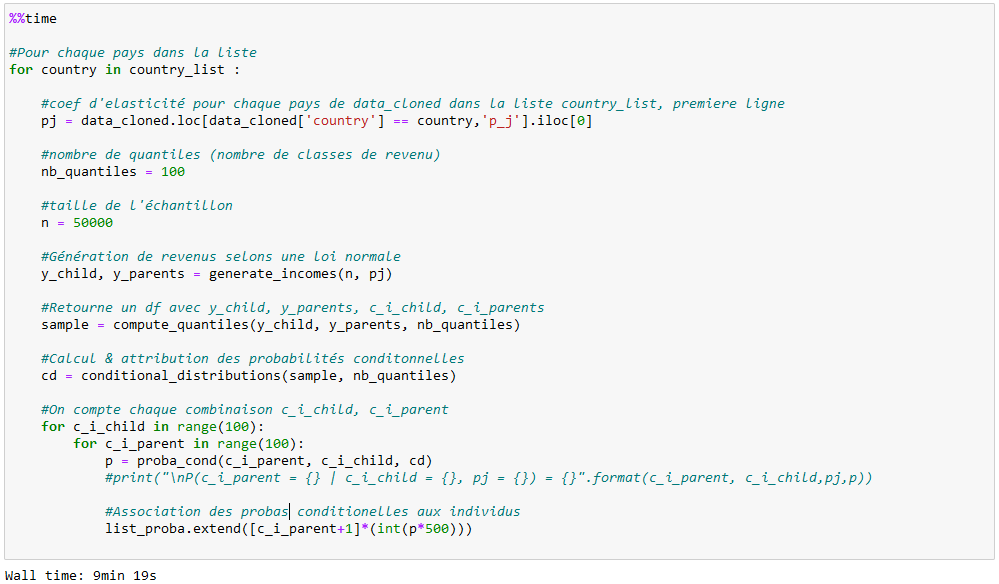 %%time
#Pour chaque pays dans la liste
for country in country_list :
#coef d'elasticité pour chaque pays de data_cloned dans la liste country_list, premiere ligne
pj = data_cloned.loc[data_cloned['country'] == country,'p_j'].iloc[0]
#nombre de quantiles (nombre de classes de revenu)
nb_quantiles = 100
#taille de l'échantillon
n = 50000
#Génération de revenus selons une loi normale
y_child, y_parents = generate_incomes(n, pj)
#Retourne un df avec y_child, y_parents, c_i_child, c_i_parents
sample = compute_quantiles(y_child, y_parents, nb_quantiles)
#Calcul & attribution des probabilités conditonnelles
cd = conditional_distributions(sample, nb_quantiles)
#On compte chaque combinaison c_i_child, c_i_parent
for c_i_child in range(100):
for c_i_parent in range(100):
p = proba_cond(c_i_parent, c_i_child, cd)
#print("\nP(c_i_parent = {} | c_i_child = {}, pj = {}) = {}".format(c_i_parent, c_i_child,pj,p))
#Association des probas conditionelles aux individus
list_proba.extend([c_i_parent+1]*(int(p*500)))
Wall time: 9min 19s